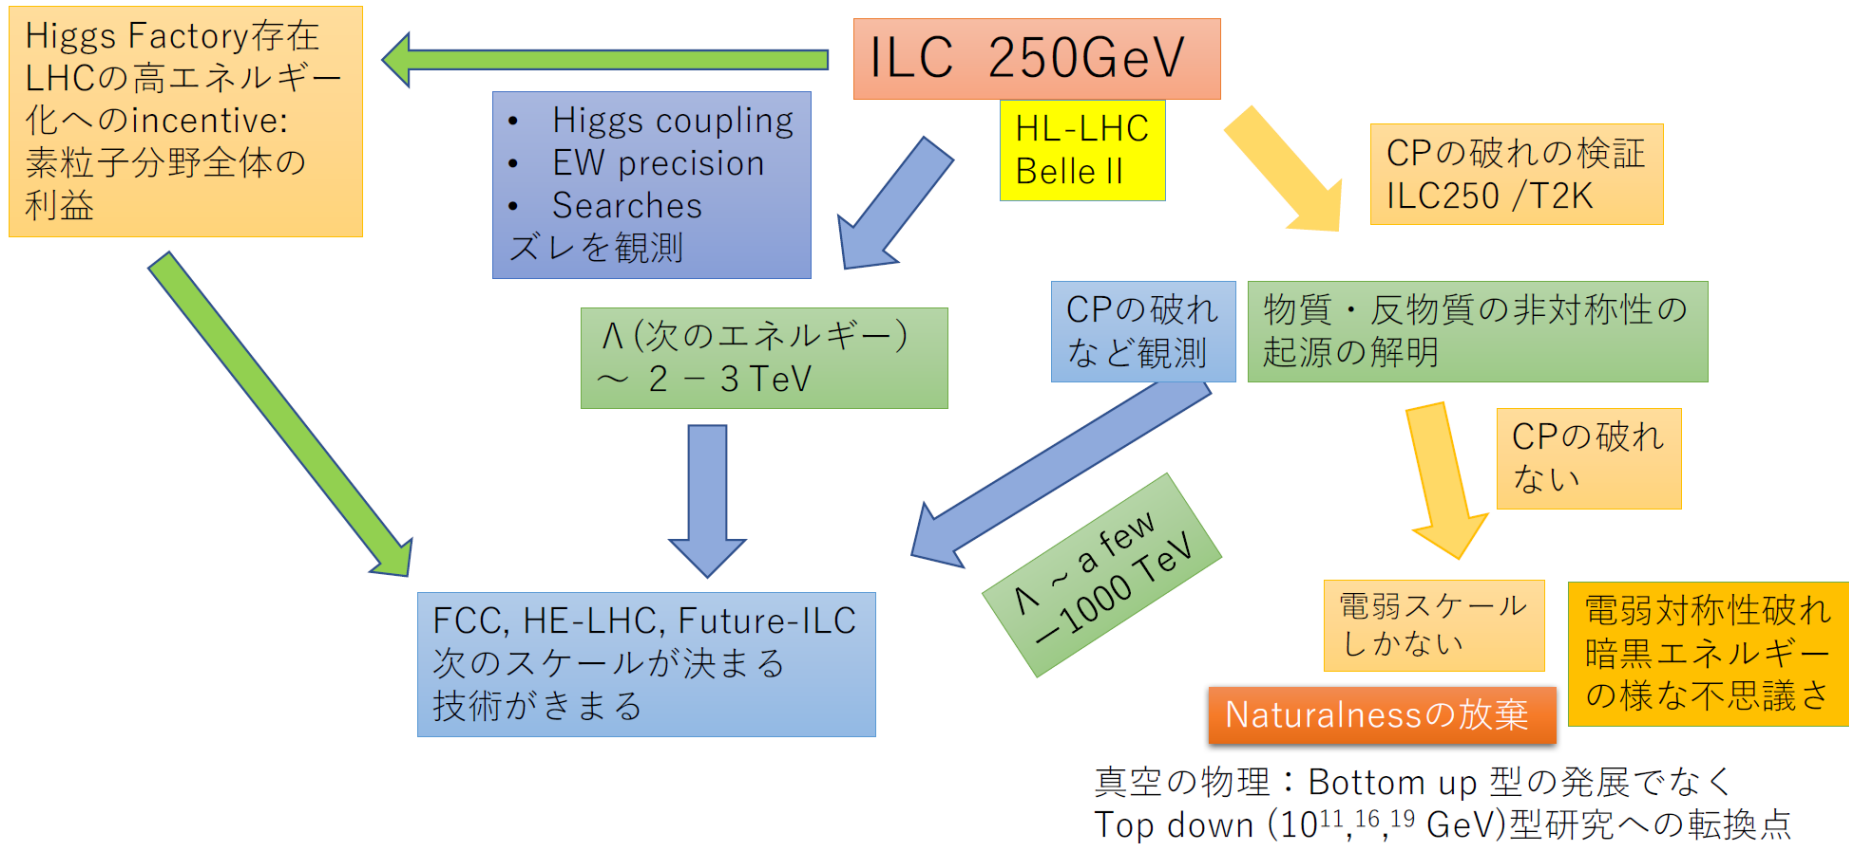 Higgs Factory存在
LHCの高エネルギー
化へのincentive:
素粒子分野全体の
利益
ILC 250GeV
HL-LHC
Belle II
• Higgs coupling
• EW precision
• Searches
ズレを観測
CPの破れの検証
ILC250 /T2K
Λ(次のエネルギー)
～ 2 − 3 TeV
CPの破れ
など観測
物質・反物質の非対称性の
起源の解明
CPの破れ
ない
Λ ~ a few
−1000 TeV
FCC, HE-LHC, Future-ILC
次のスケールが決まる
技術がきまる
電弱スケール
しかない
電弱対称性破れ
暗黒エネルギー
の様な不思議さ
Naturalnessの放棄
真空の物理：Bottom up 型の発展でなく
Top down (10¹¹,¹⁶,¹⁹ GeV)型研究への転換点